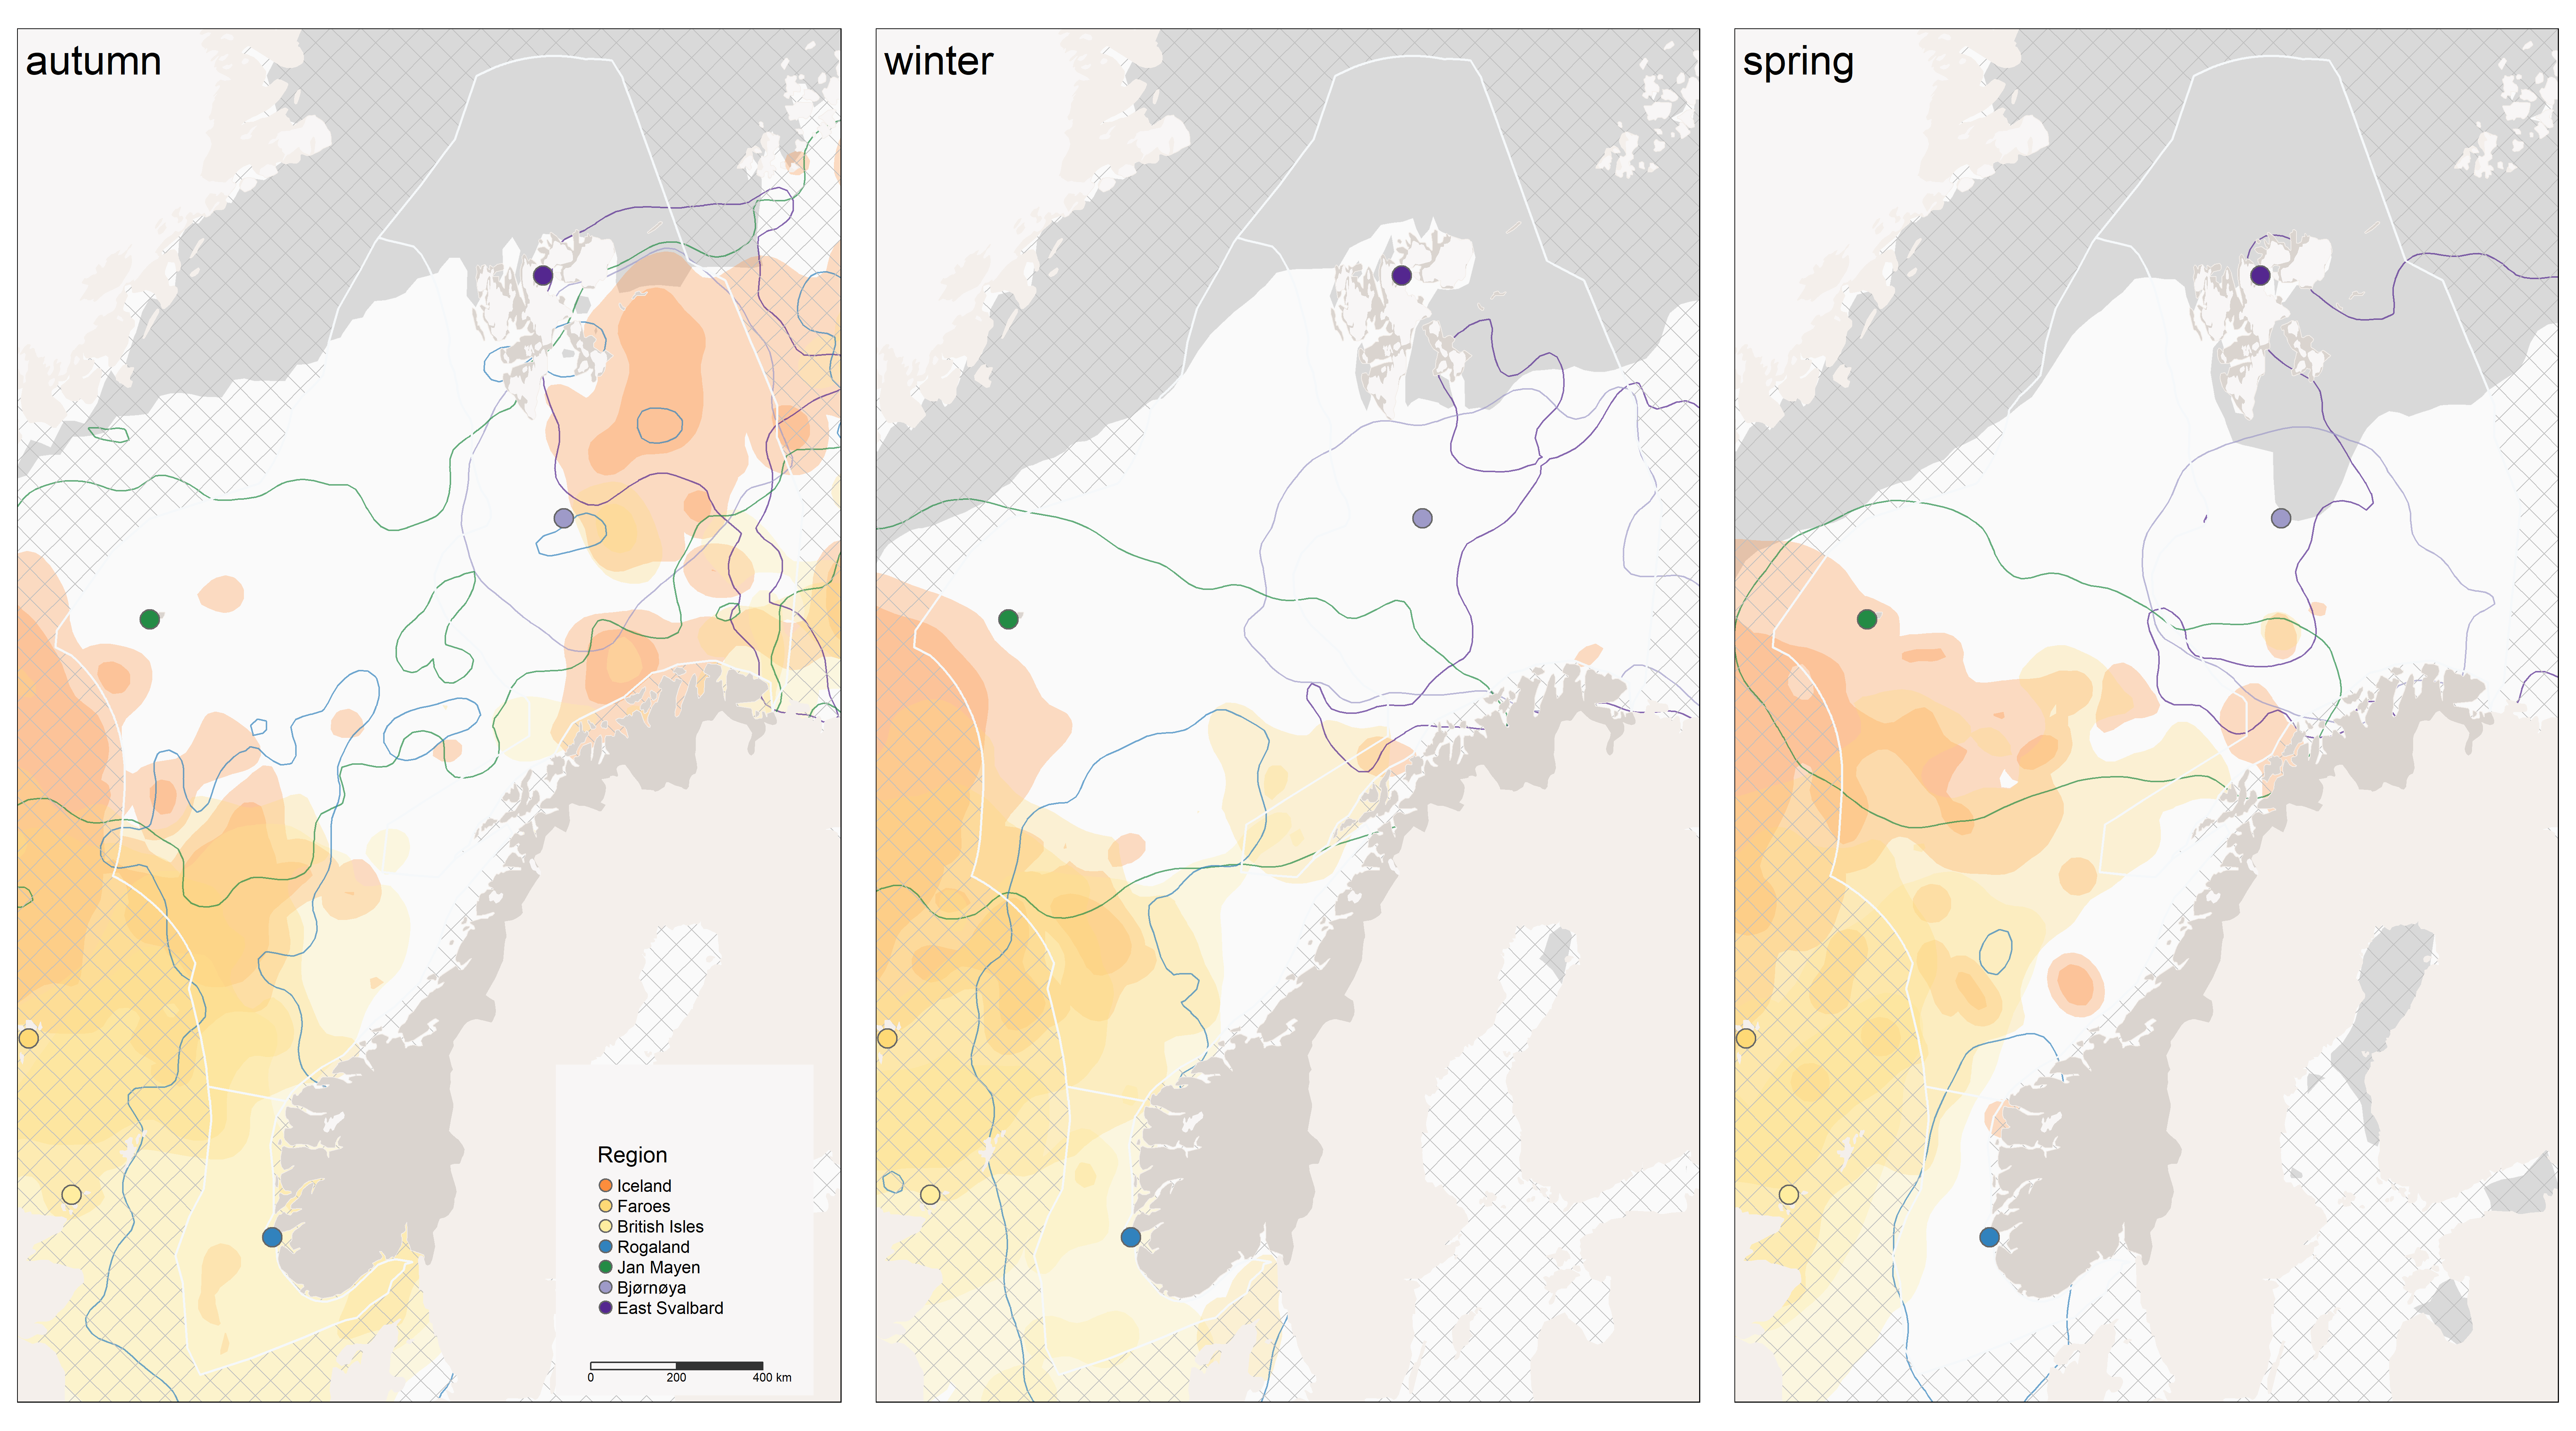 autumn
winter
spring
Region
Iceland
Faroes
British Isles
Rogaland
Jan Mayen
Bjørnøya
East Svalbard
0 200 400 km